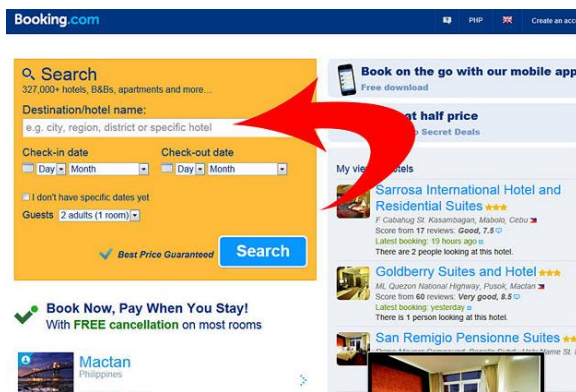 Booking.com
PHP
Create an acc
Search
327,000+ hotels, B&Bs, apartments and more...
Destination/hotel name:
e.g. city, region, district or specific hotel
Check-in date
Check-out date
Day Month
Day Month
I don't have specific dates yet
Guests 2 adults (1 room)
Best Price Guaranteed
Search
Book Now, Pay When You Stay!
With FREE cancellation on most rooms
Mactan
Philippines
Book on the go with our mobile app
Free download
at half price
Secret Deals
My view
Sarrosa International Hotel and
Residential Suites
F Cabahug St. Kasambagan, Mabolo, Cebu
Score from 17 reviews: Good, 7.5
Latest booking: 19 hours ago
There are 2 people looking at this hotel.
Goldberry Suites and Hotel
ML Quezon National Highway, Pusok, Mactan
Score from 60 reviews: Very good, 8.5
Latest booking: yesterday
There is 1 person looking at this hotel.
San Remigio Pensionne Suites